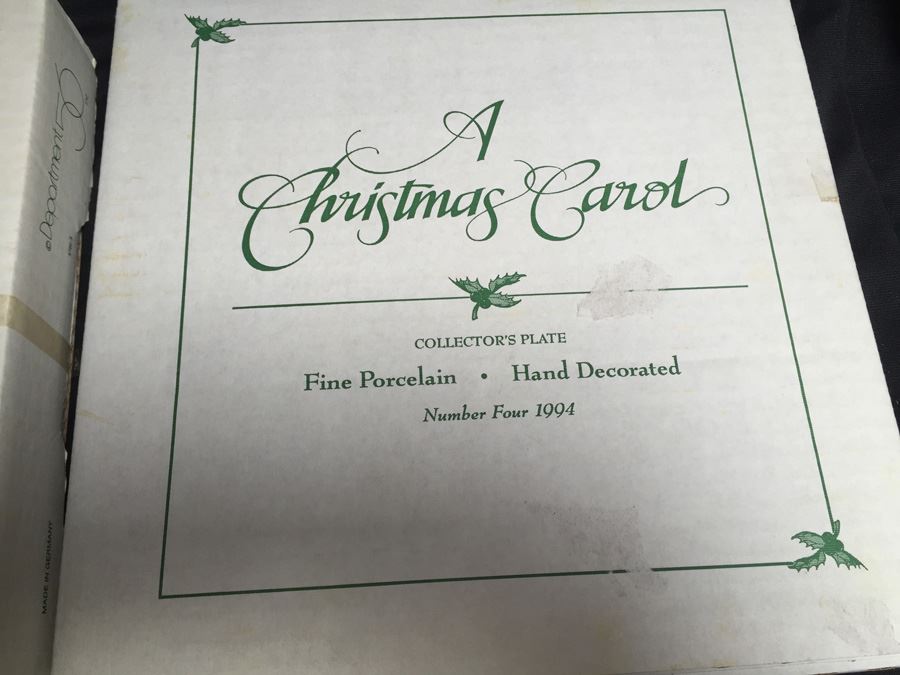 A
Christmas Carol
COLLECTOR'S PLATE
Fine Porcelain • Hand Decorated
Number Four 1994
MADE IN GERMANY